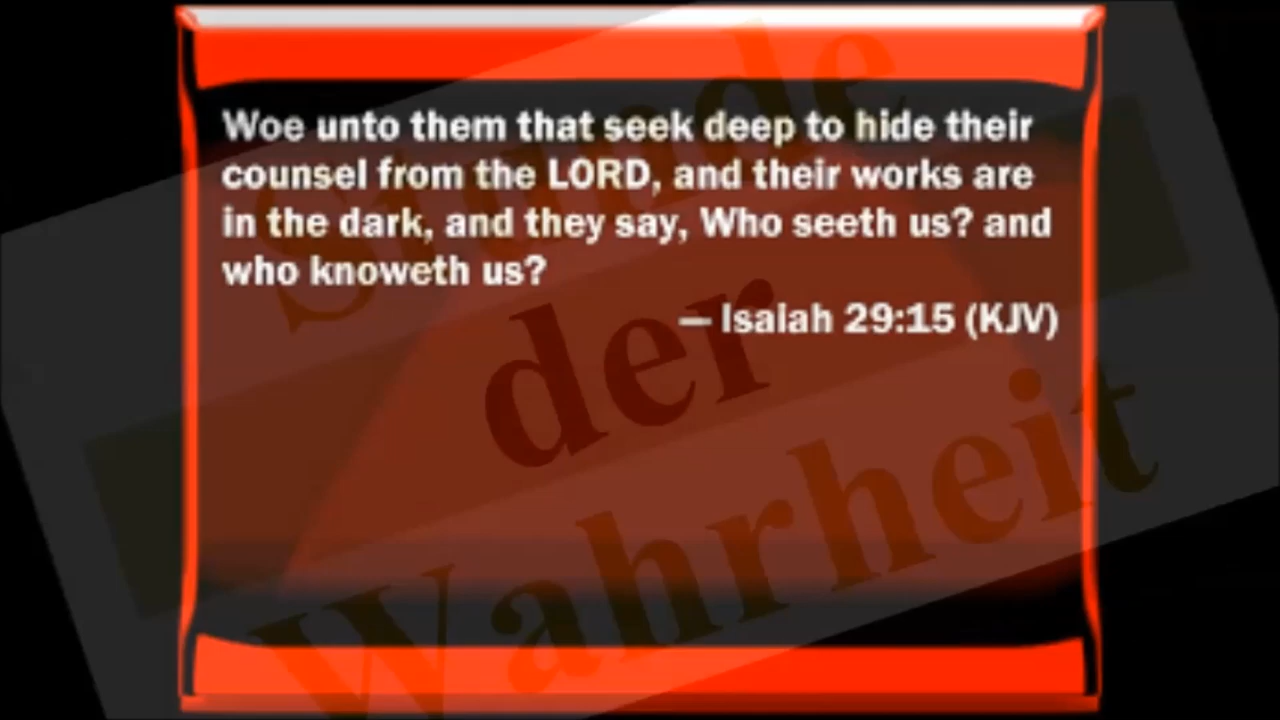 Woe unto them that seek deep to hide their
counsel from the LORD, and their works are
in the dark, and they say, Who seeth us? and
who knoweth us?
— Isaiah 29:15 (KJV)
Stunde
der
Wahrheit